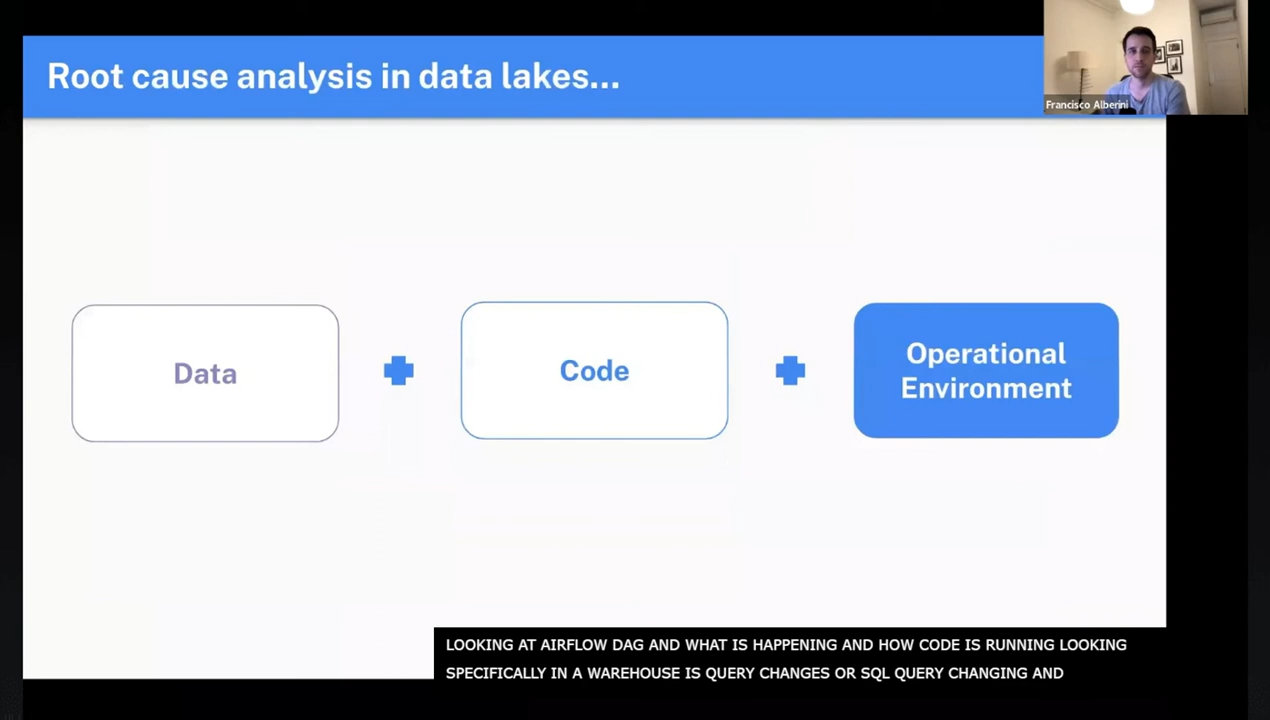 Root cause analysis in data lakes...
Francisco Alberini
Data
Code
Operational
Environment
LOOKING AT AIRFLOW DAG AND WHAT IS HAPPENING AND HOW CODE IS RUNNING LOOKING
SPECIFICALLY IN A WAREHOUSE IS QUERY CHANGES OR SQL QUERY CHANGING AND